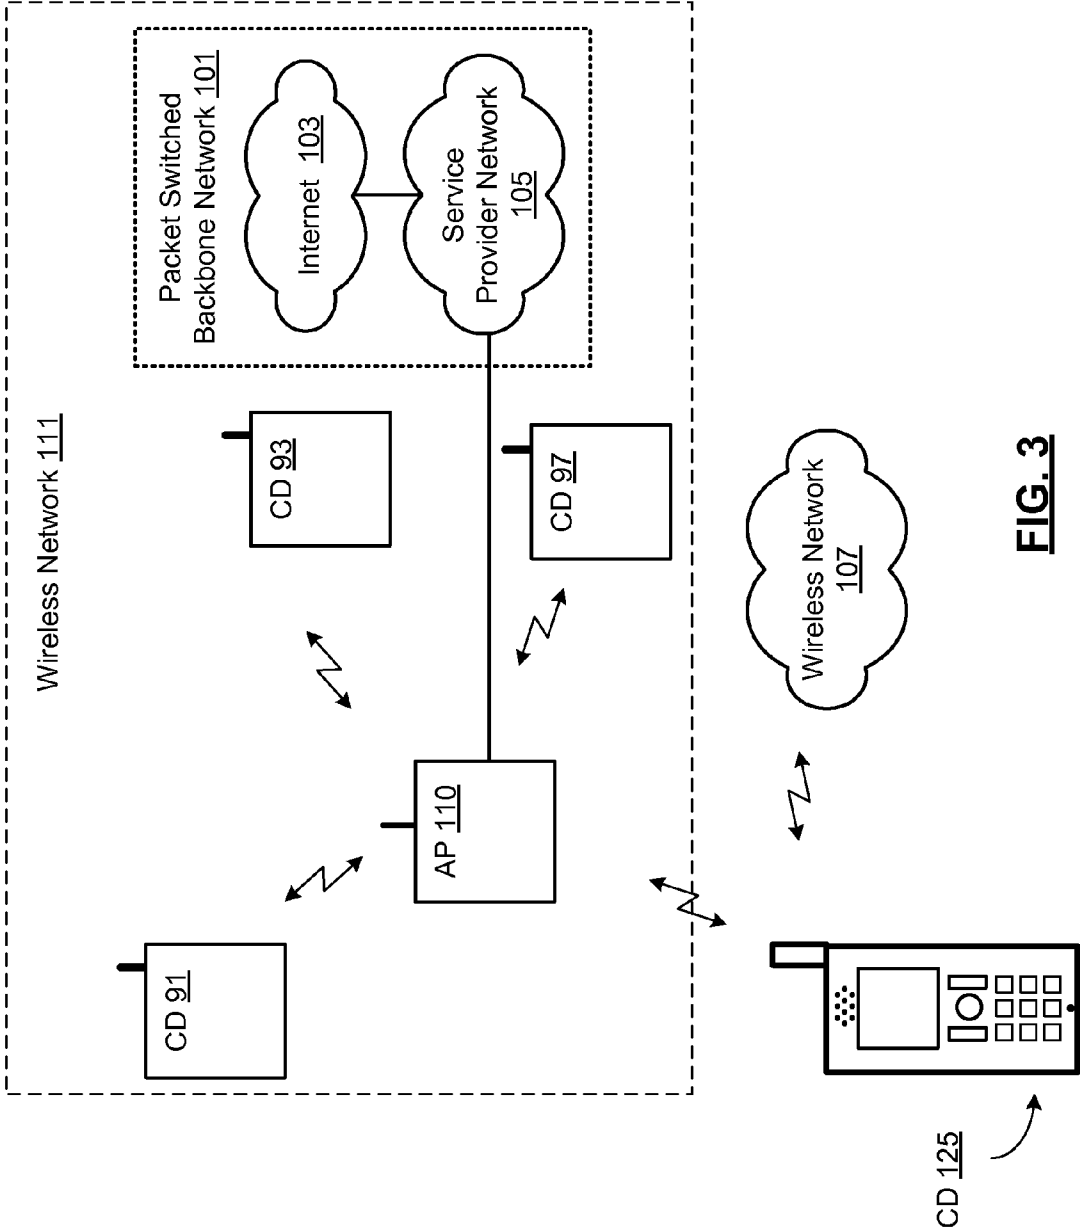 Wireless Network 111
Packet Switched
Backbone Network 101
Internet 103
Service
Provider Network
105
CD 93
CD 97
CD 91
AP 110
Wireless Network
107
CD 125
FIG. 3